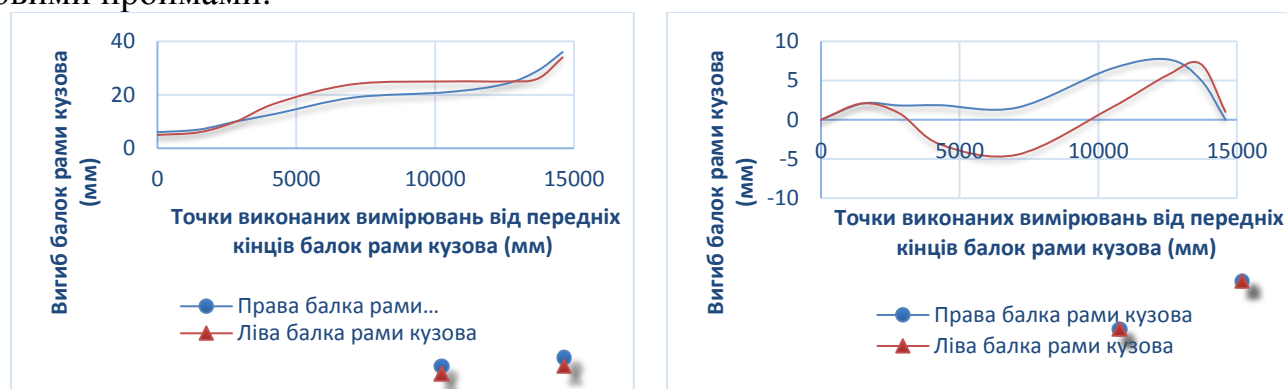 овими проймами.
40
20
0
0
5000
10000
15000
Вигиб балок рами кузова
(мм)
Точки виконаних вимірювань від передніх
кінців балок рами кузова (мм)
Права балка рами...
Ліва балка рами кузова
10
5
0
-5
-10
0
5000
10000
15000
Вигиб балок рами кузова
(мм)
Точки виконаних вимірювань від передніх
кінців балок рами кузова (мм)
Права балка рами кузова
Ліва балка рами кузова